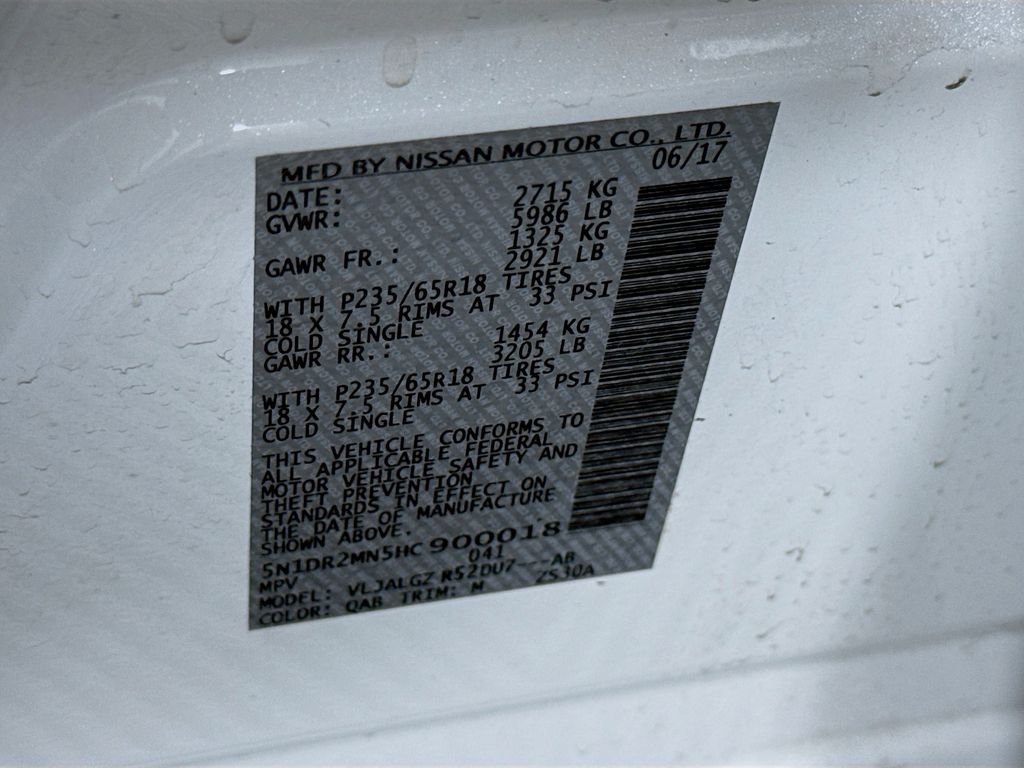 MFD BY NISSAN MOTOR CO., LTD.
DATE: 06/17
GVWR: 2715 KG
5986 LB
GAWR FR.: 1325 KG
2921 LB
WITH P235/65R18 TIRES
18 X 7.5 RIMS AT 33 PSI
COLD SINGLE
GAWR RR.: 1454 KG
3205 LB
WITH P235/65R18 TIRES
18 X 7.5 RIMS AT 33 PSI
COLD SINGLE
THIS VEHICLE CONFORMS TO
ALL APPLICABLE FEDERAL
MOTOR VEHICLE SAFETY AND
THEFT PREVENTION
STANDARDS IN EFFECT ON
THE DATE OF MANUFACTURE
SHOWN ABOVE.
5N1DR2MN5HC900018
MPV 041
MODEL: VLJALGZ R52DU7---AB
COLOR: QAB TRIM: M ZS30A